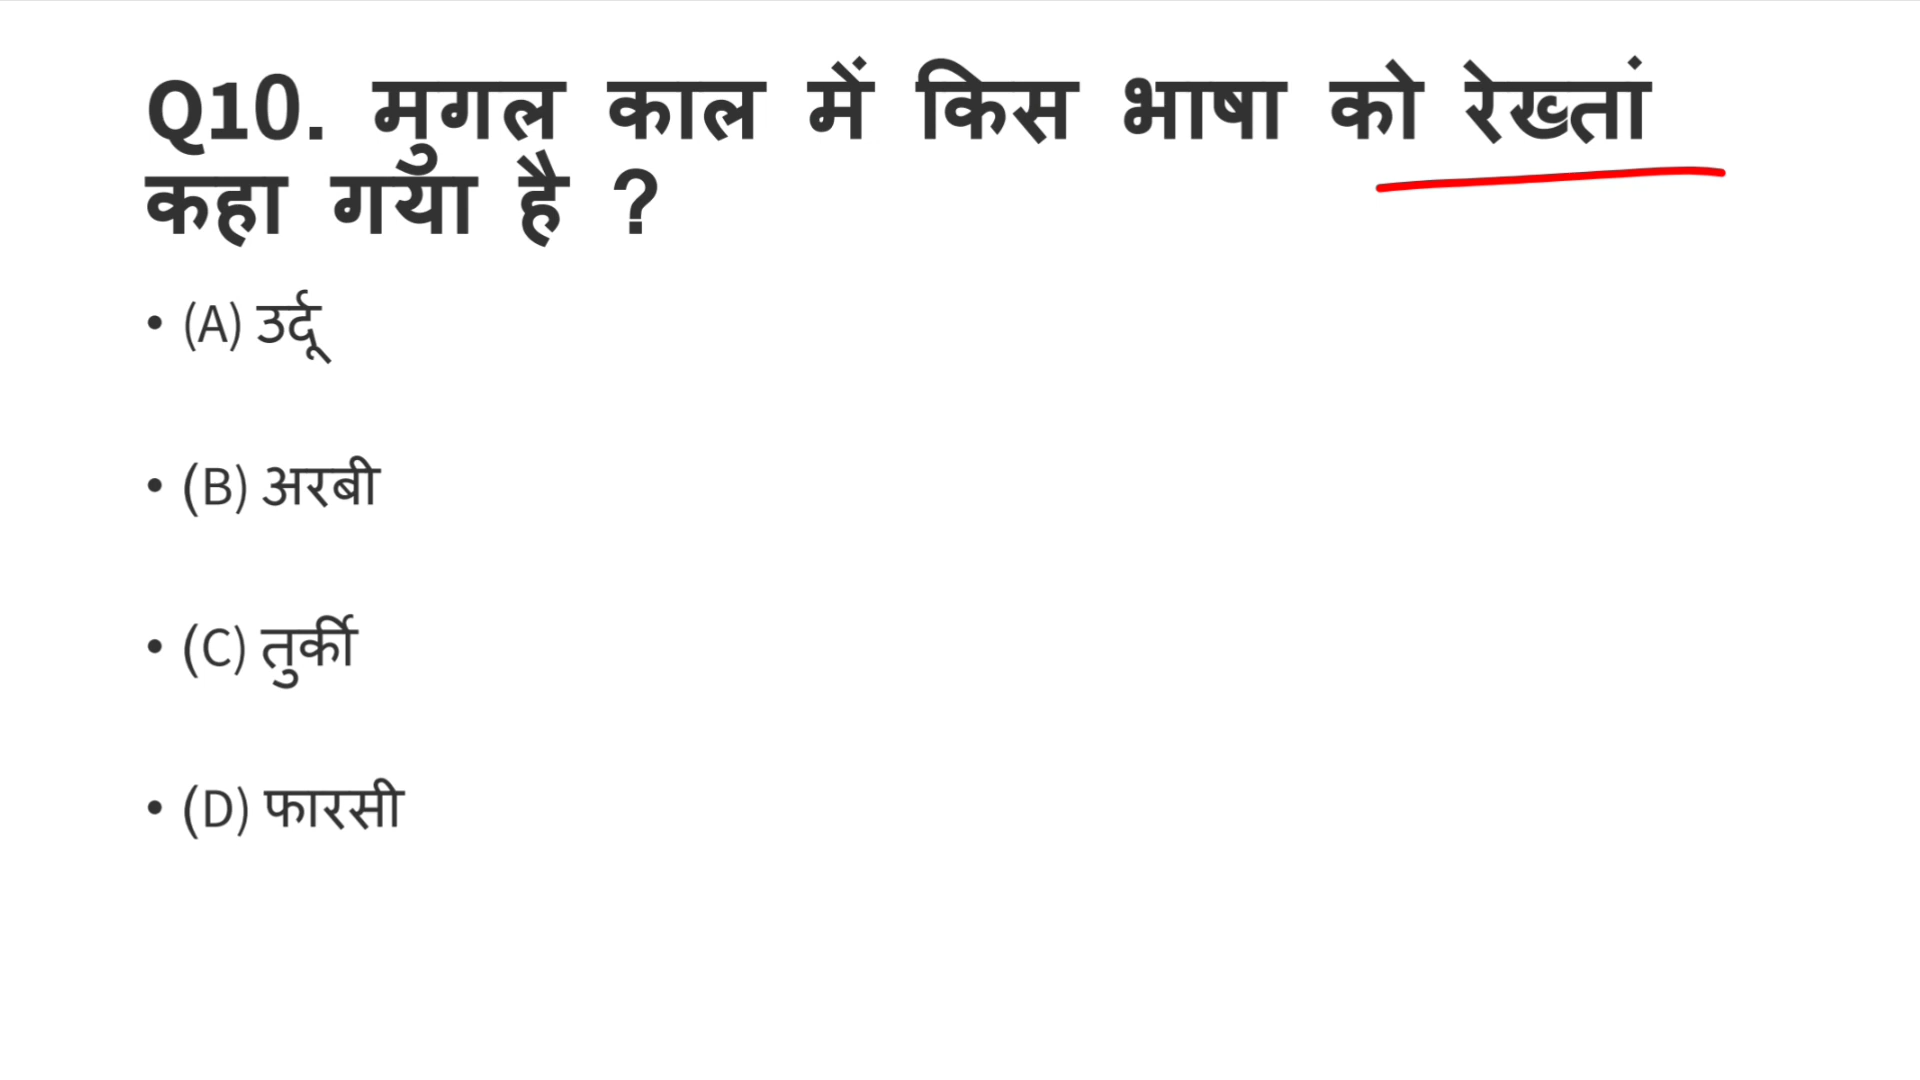 Q10. मुगल काल में किस भाषा को रेख्तां
कहा गया है ?
• (A) उर्दू
• (B) अरबी
• (C) तुर्की
• (D) फारसी